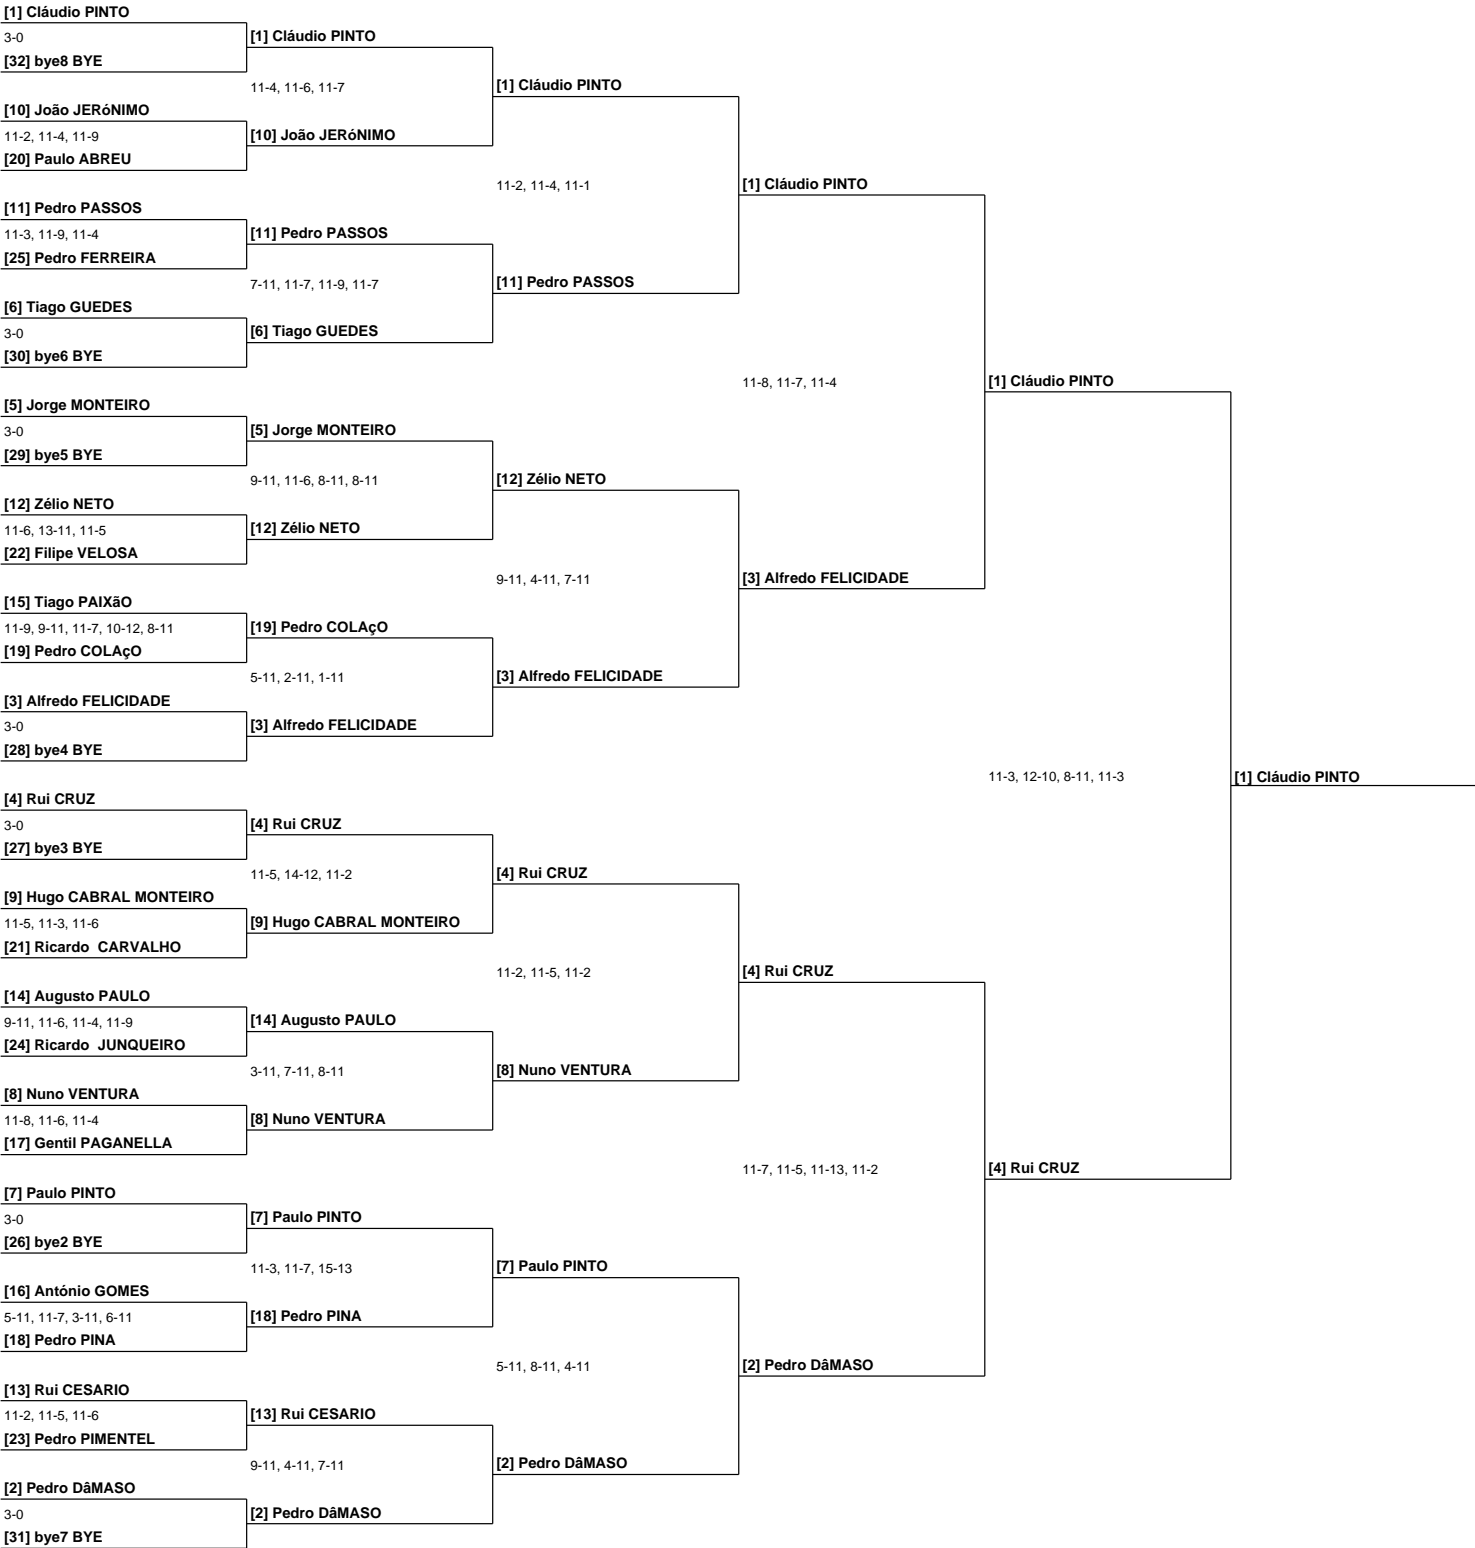 [1] Cláudio PINTO
3-0
[1] Cláudio PINTO
[32] bye8 BYE
11-4, 11-6, 11-7
[1] Cláudio PINTO
[10] João JERóNIMO
11-2, 11-4, 11-9
[10] João JERóNIMO
[20] Paulo ABREU
11-2, 11-4, 11-1
[1] Cláudio PINTO
[11] Pedro PASSOS
11-3, 11-9, 11-4
[11] Pedro PASSOS
[25] Pedro FERREIRA
7-11, 11-7, 11-9, 11-7
[11] Pedro PASSOS
[6] Tiago GUEDES
3-0
[6] Tiago GUEDES
[30] bye6 BYE
11-8, 11-7, 11-4
[1] Cláudio PINTO
[5] Jorge MONTEIRO
3-0
[5] Jorge MONTEIRO
[29] bye5 BYE
9-11, 11-6, 8-11, 8-11
[12] Zélio NETO
[12] Zélio NETO
11-6, 13-11, 11-5
[12] Zélio NETO
[22] Filipe VELOSA
9-11, 4-11, 7-11
[3] Alfredo FELICIDADE
[15] Tiago PAIXãO
11-9, 9-11, 11-7, 10-12, 8-11
[19] Pedro COLAçO
[19] Pedro COLAçO
5-11, 2-11, 1-11
[3] Alfredo FELICIDADE
[3] Alfredo FELICIDADE
3-0
[3] Alfredo FELICIDADE
[28] bye4 BYE
11-3, 12-10, 8-11, 11-3
[1] Cláudio PINTO
[4] Rui CRUZ
3-0
[4] Rui CRUZ
[27] bye3 BYE
11-5, 14-12, 11-2
[4] Rui CRUZ
[9] Hugo CABRAL MONTEIRO
11-5, 11-3, 11-6
[9] Hugo CABRAL MONTEIRO
[21] Ricardo  CARVALHO
11-2, 11-5, 11-2
[4] Rui CRUZ
[14] Augusto PAULO
9-11, 11-6, 11-4, 11-9
[14] Augusto PAULO
[24] Ricardo  JUNQUEIRO
3-11, 7-11, 8-11
[8] Nuno VENTURA
[8] Nuno VENTURA
11-8, 11-6, 11-4
[8] Nuno VENTURA
[17] Gentil PAGANELLA
11-7, 11-5, 11-13, 11-2
[4] Rui CRUZ
[7] Paulo PINTO
3-0
[7] Paulo PINTO
[26] bye2 BYE
11-3, 11-7, 15-13
[7] Paulo PINTO
[16] António GOMES
5-11, 11-7, 3-11, 6-11
[18] Pedro PINA
[18] Pedro PINA
5-11, 8-11, 4-11
[2] Pedro DâMASO
[13] Rui CESARIO
11-2, 11-5, 11-6
[13] Rui CESARIO
[23] Pedro PIMENTEL
9-11, 4-11, 7-11
[2] Pedro DâMASO
[2] Pedro DâMASO
3-0
[2] Pedro DâMASO
[31] bye7 BYE